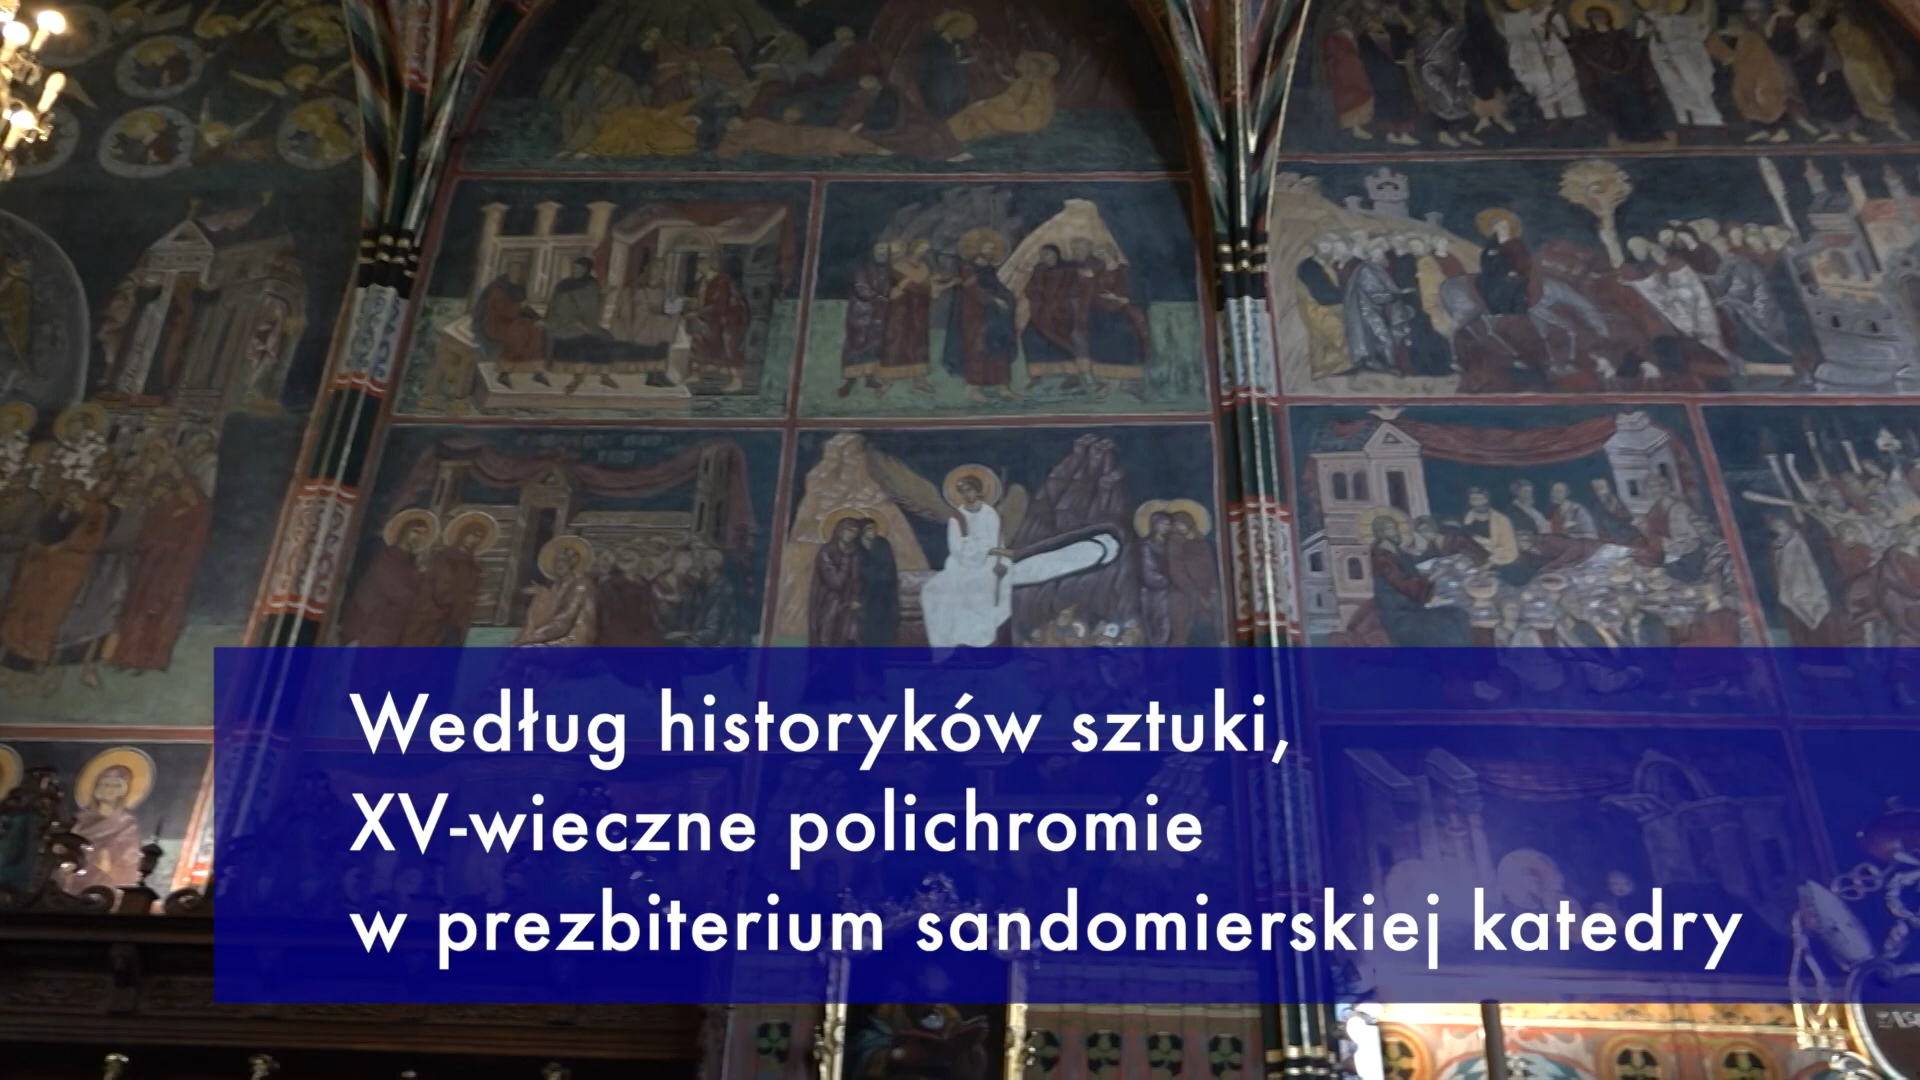 Według historyków sztuki,
XV-wieczne polichromie
w prezbiterium sandomierskiej katedry